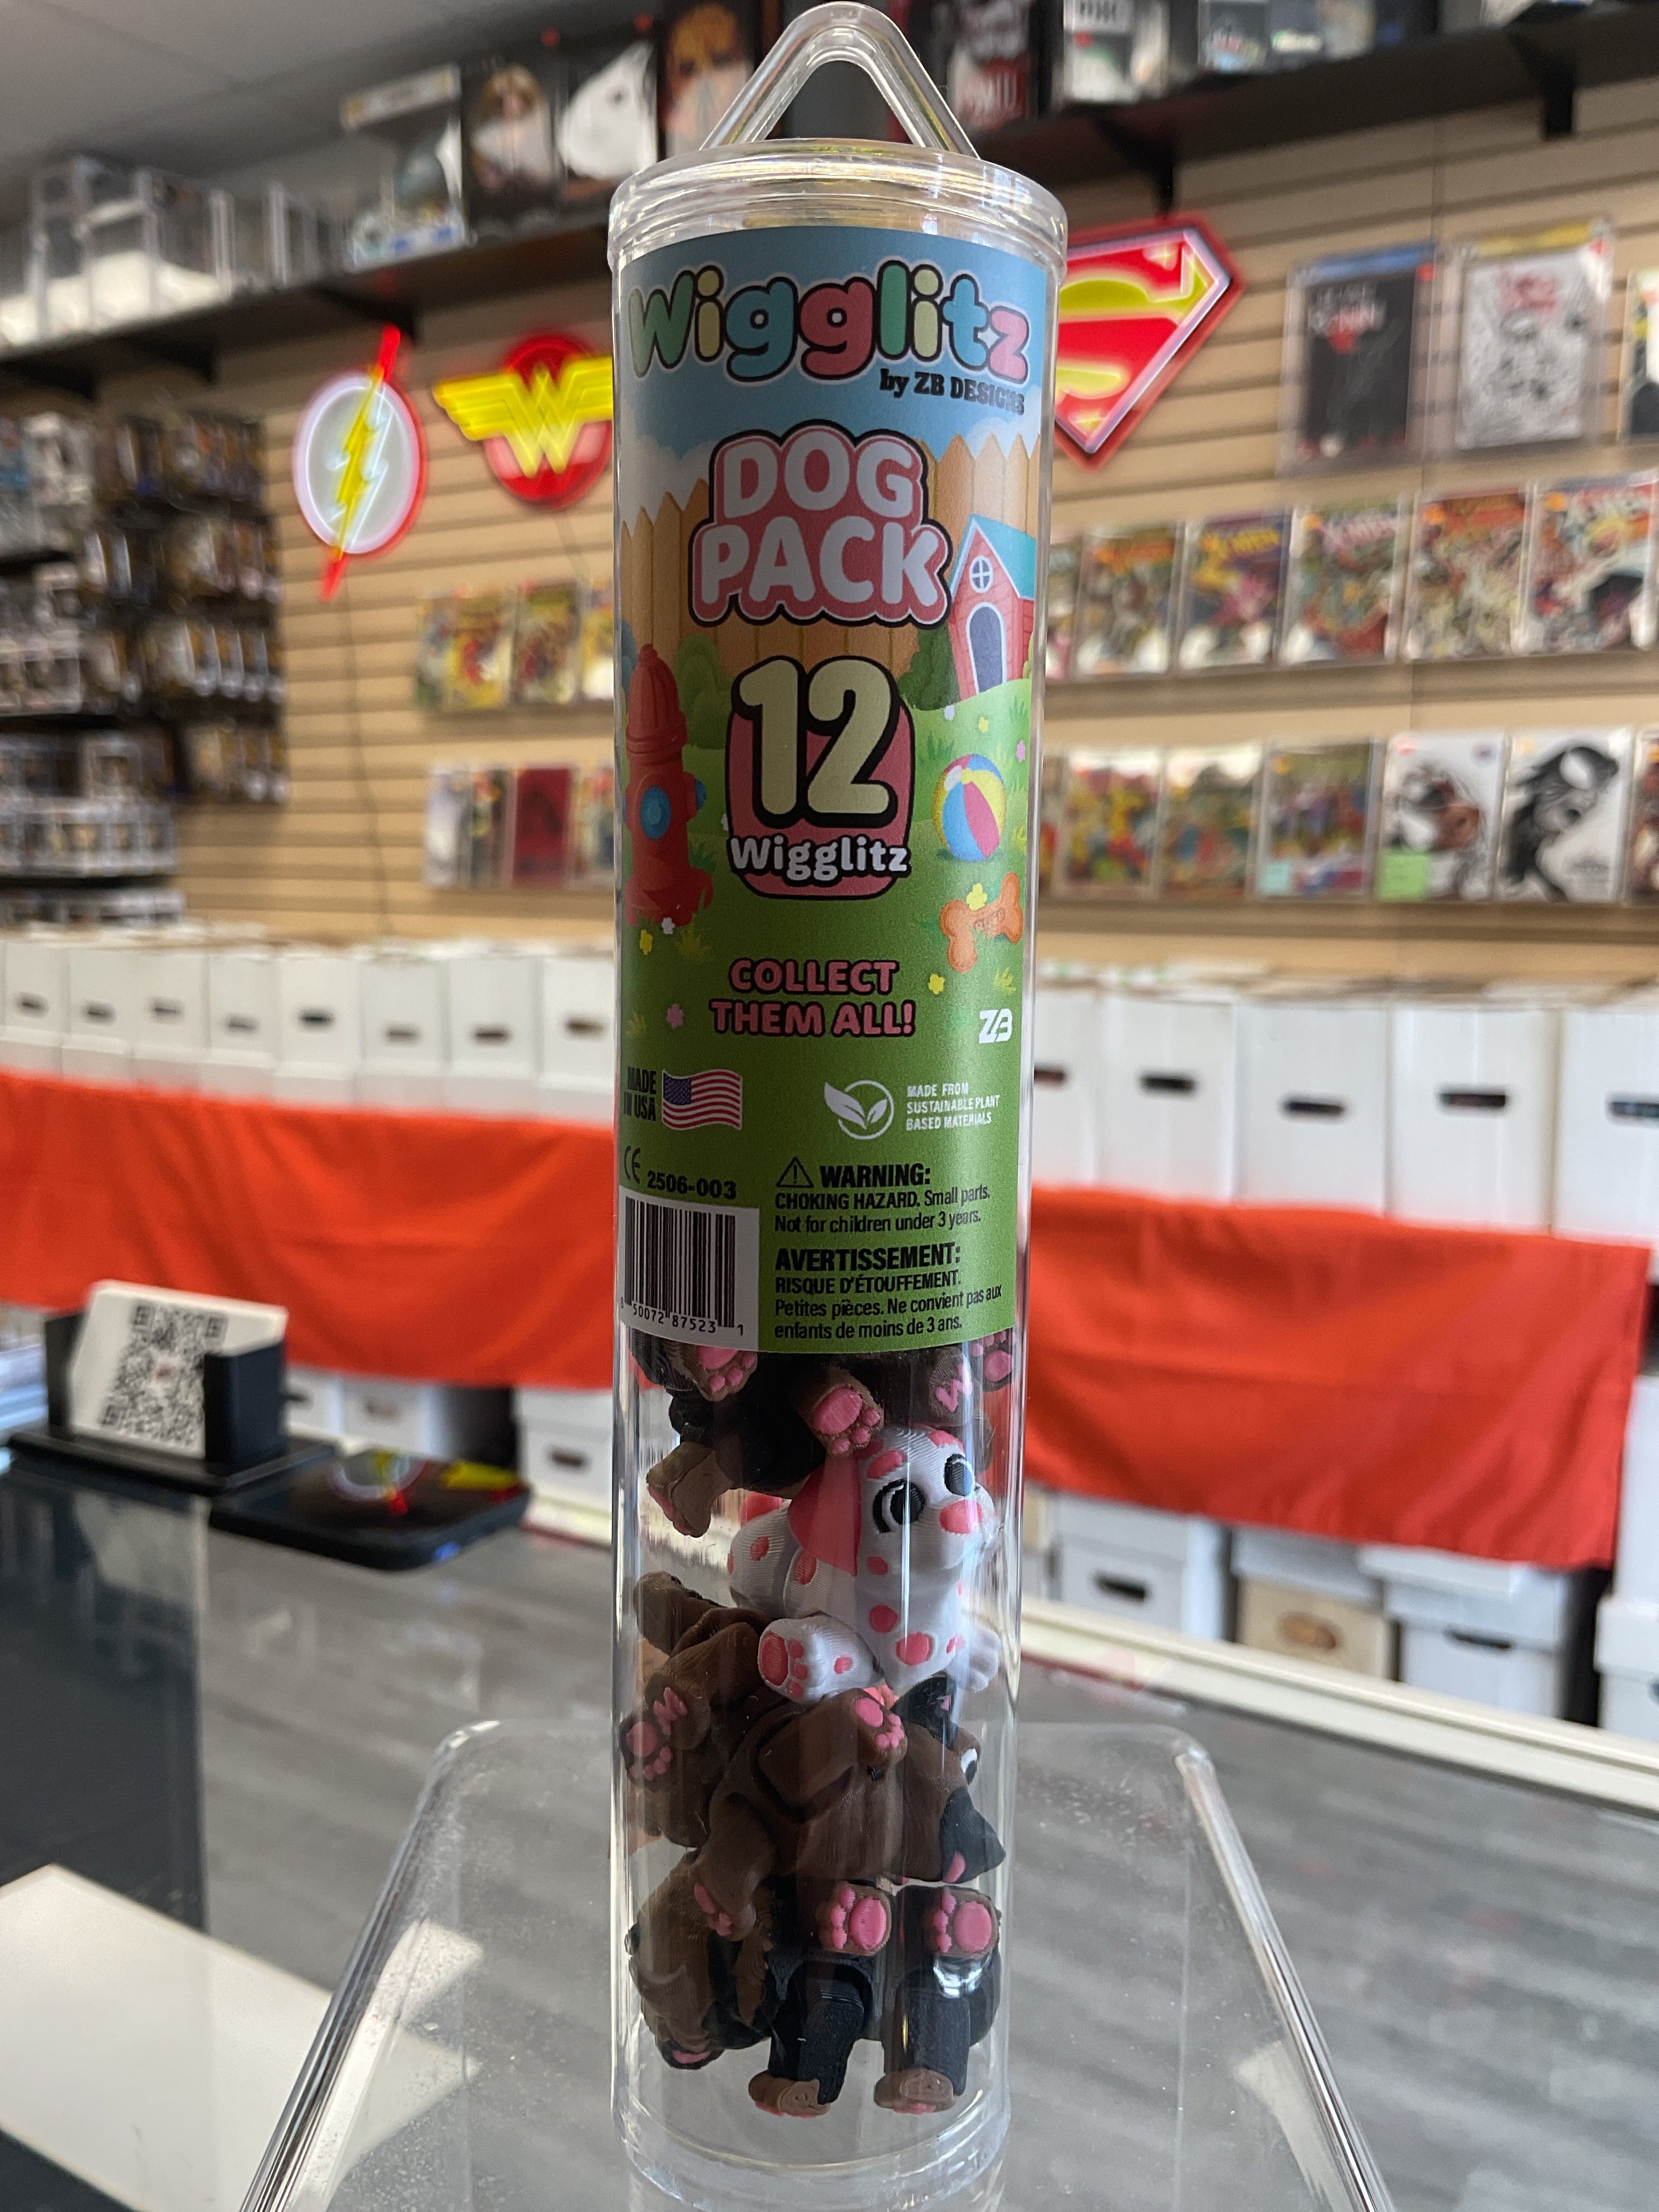 Wigglitz
by ZB DESIGNS
DOG
PACK
12
Wigglitz
COLLECT
THEM ALL!
ZB
MADE
IN USA
MADE FROM
SUSTAINABLE PLANT
BASED MATERIALS
CE 2506-003
WARNING:
CHOKING HAZARD. Small parts.
Not for children under 3 years.
AVERTISSEMENT:
RISQUE D'ÉTOUFFEMENT.
Petites pièces. Ne convient pas aux
enfants de moins de 3 ans.
8 50072 87523 1